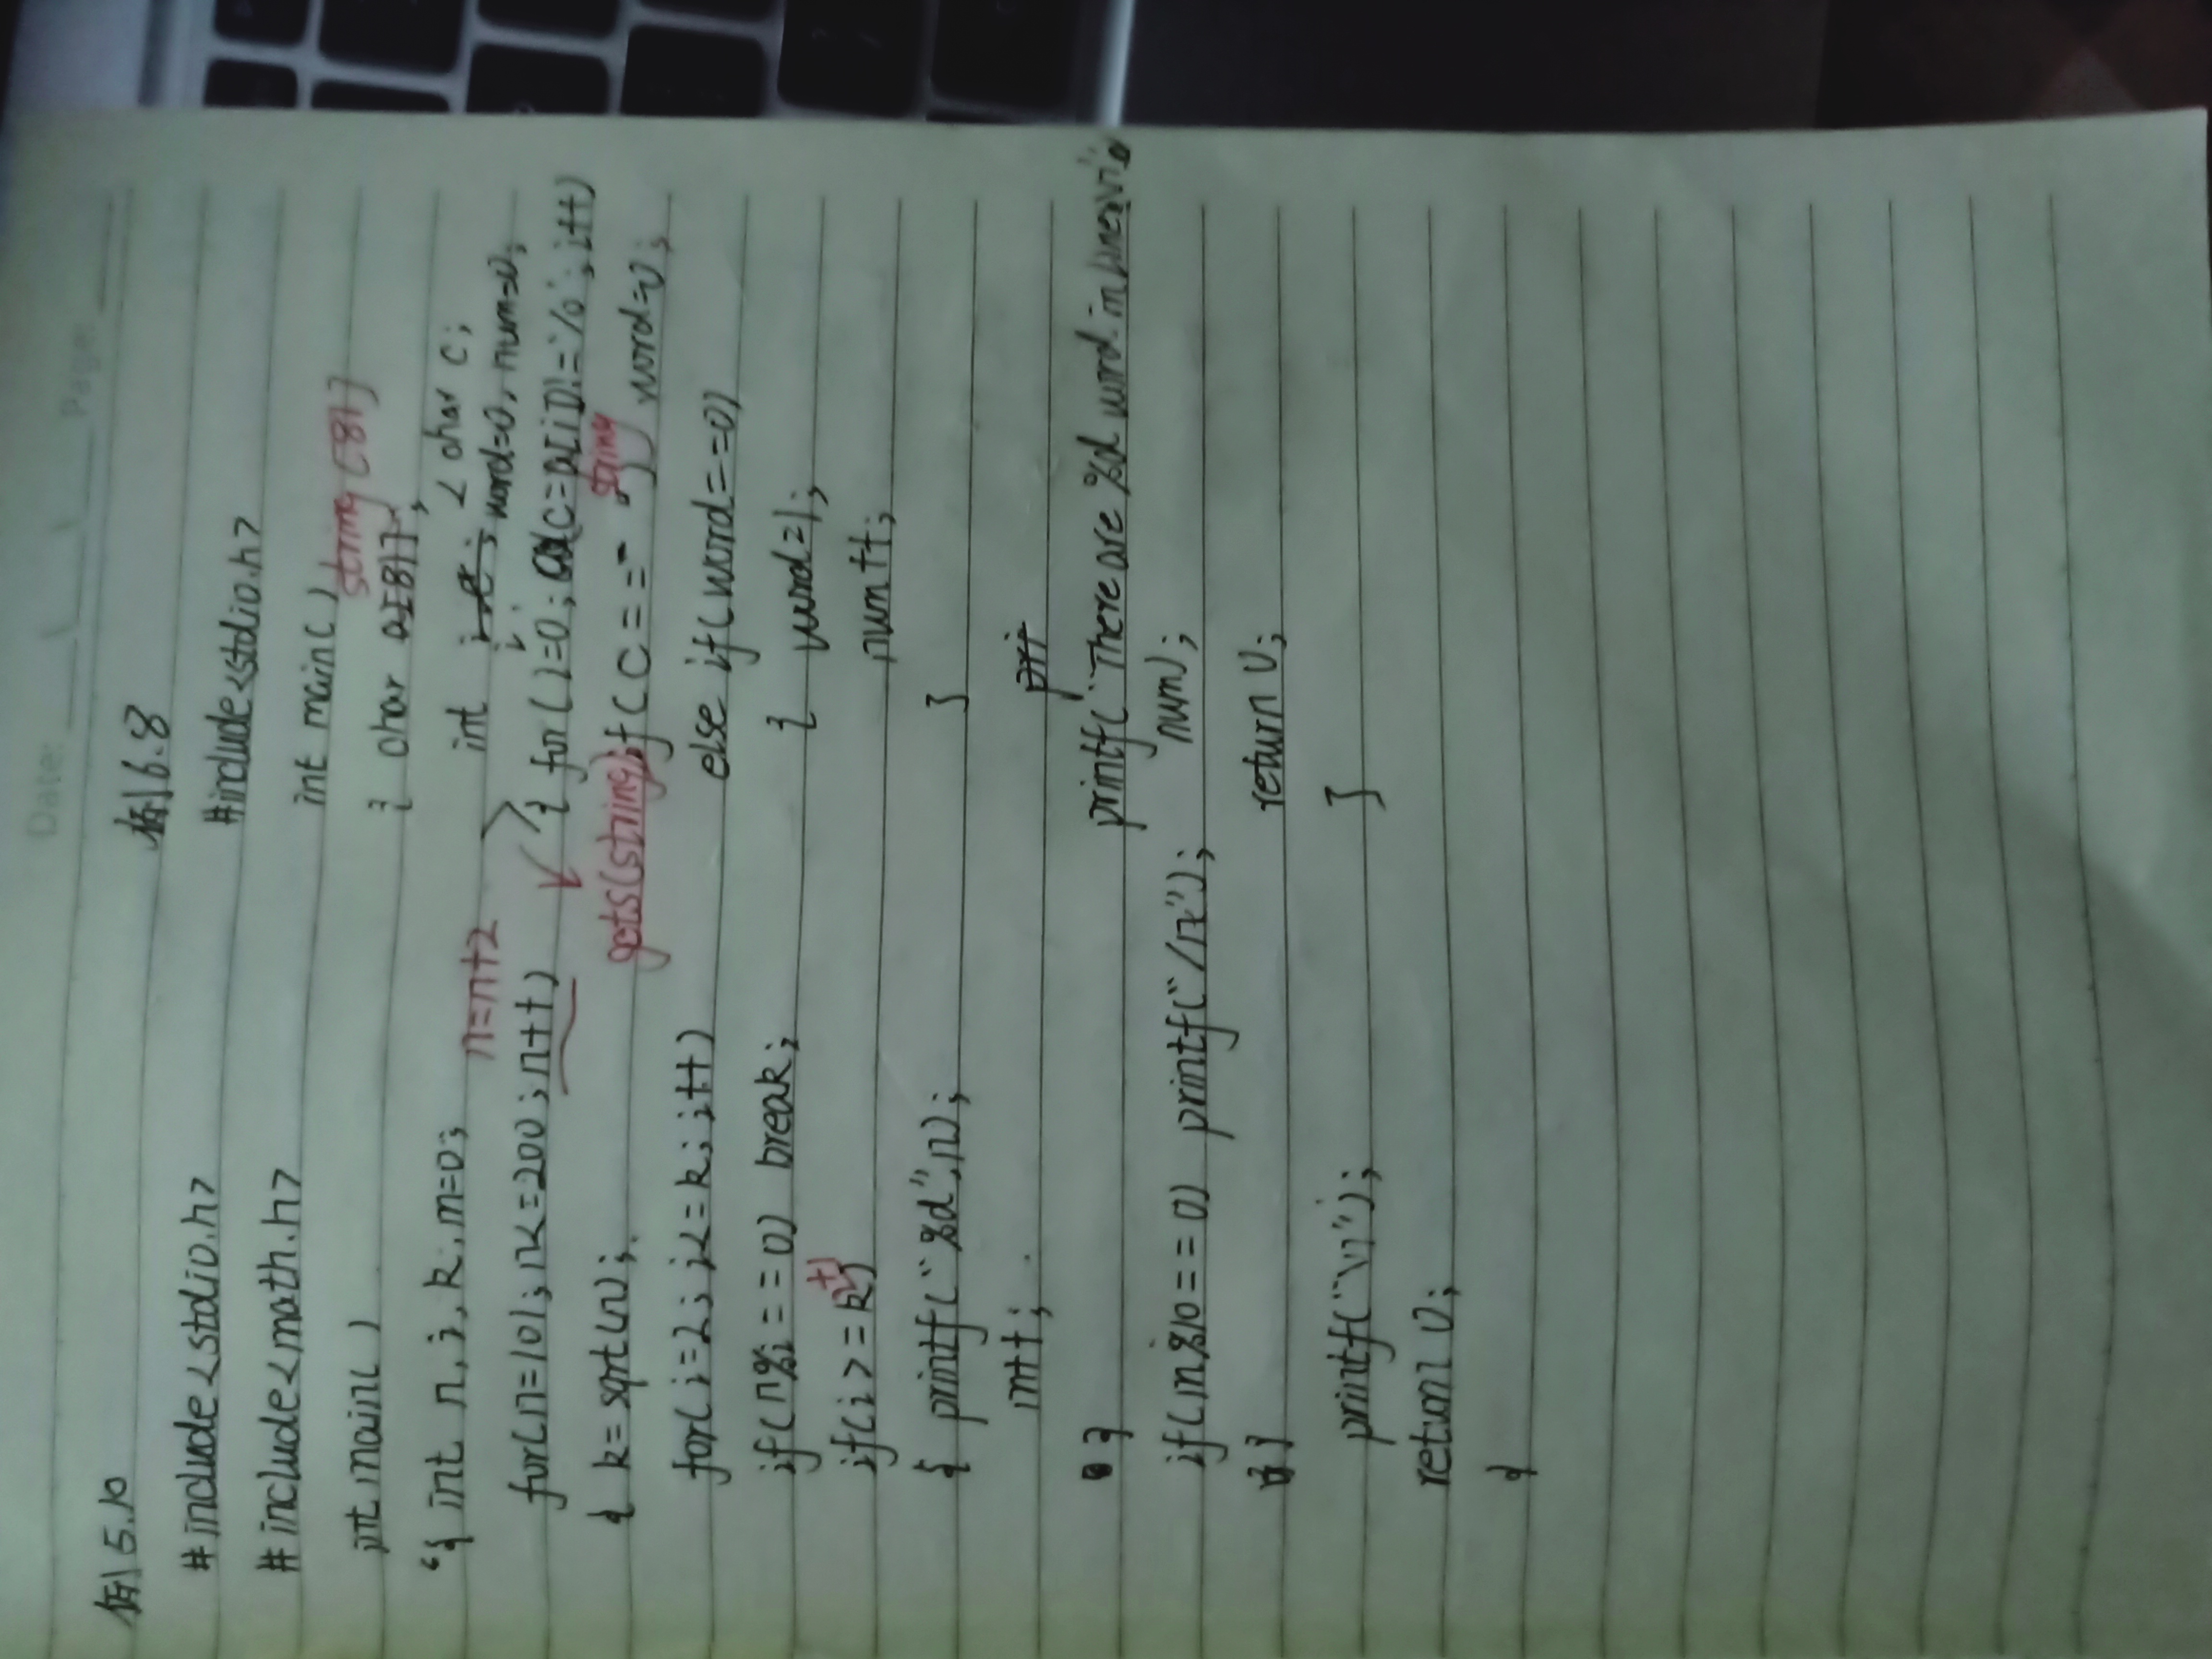 Date: Page:
例5.10
#include<stdio.h>
#include<math.h>
int main()
{ int n,i,k,m=0;
n=n+2
for(n=101;n<=200;n++)
{ k=sqrt(n);
for(i=2;i<=k;i++)
if(n%i==0) break;
if(i>=k+1)
{ printf("%d",n);
m++;
}
if(m%10==0) printf("/n");
}
printf("\n");
return 0;
}
例6.8
#include<stdio.h>
int main()
string[81]
{ char a[81];
char c;
int i, word=0, num=0;
gets(string);
{ for(i=0;(c=a[i])!='\0';i++)
string
if(c==' ') word=0;
else if(word==0)
{ word=1;
num++;
}
pri
printf("There are %d word in line\n",
num);
return 0;
}